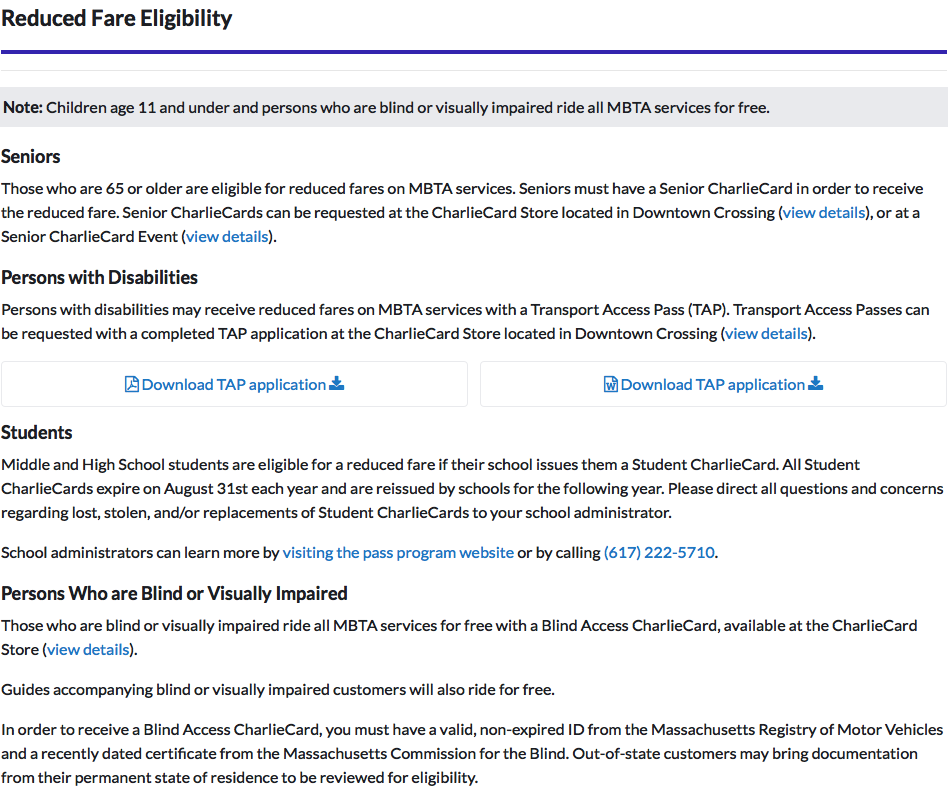 Reduced Fare Eligibility
Note: Children age 11 and under and persons who are blind or visually impaired ride all MBTA services for free.
Seniors
Those who are 65 or older are eligible for reduced fares on MBTA services. Seniors must have a Senior CharlieCard in order to receive
the reduced fare. Senior CharlieCards can be requested at the CharlieCard Store located in Downtown Crossing (view details), or at a
Senior CharlieCard Event (view details).
Persons with Disabilities
Persons with disabilities may receive reduced fares on MBTA services with a Transport Access Pass (TAP). Transport Access Passes can
be requested with a completed TAP application at the CharlieCard Store located in Downtown Crossing (view details).
Download TAP application
Download TAP application
Students
Middle and High School students are eligible for a reduced fare if their school issues them a Student CharlieCard. All Student
CharlieCards expire on August 31st each year and are reissued by schools for the following year. Please direct all questions and concerns
regarding lost, stolen, and/or replacements of Student CharlieCards to your school administrator.
School administrators can learn more by visiting the pass program website or by calling (617) 222-5710.
Persons Who are Blind or Visually Impaired
Those who are blind or visually impaired ride all MBTA services for free with a Blind Access CharlieCard, available at the CharlieCard
Store (view details).
Guides accompanying blind or visually impaired customers will also ride for free.
In order to receive a Blind Access CharlieCard, you must have a valid, non-expired ID from the Massachusetts Registry of Motor Vehicles
and a recently dated certificate from the Massachusetts Commission for the Blind. Out-of-state customers may bring documentation
from their permanent state of residence to be reviewed for eligibility.